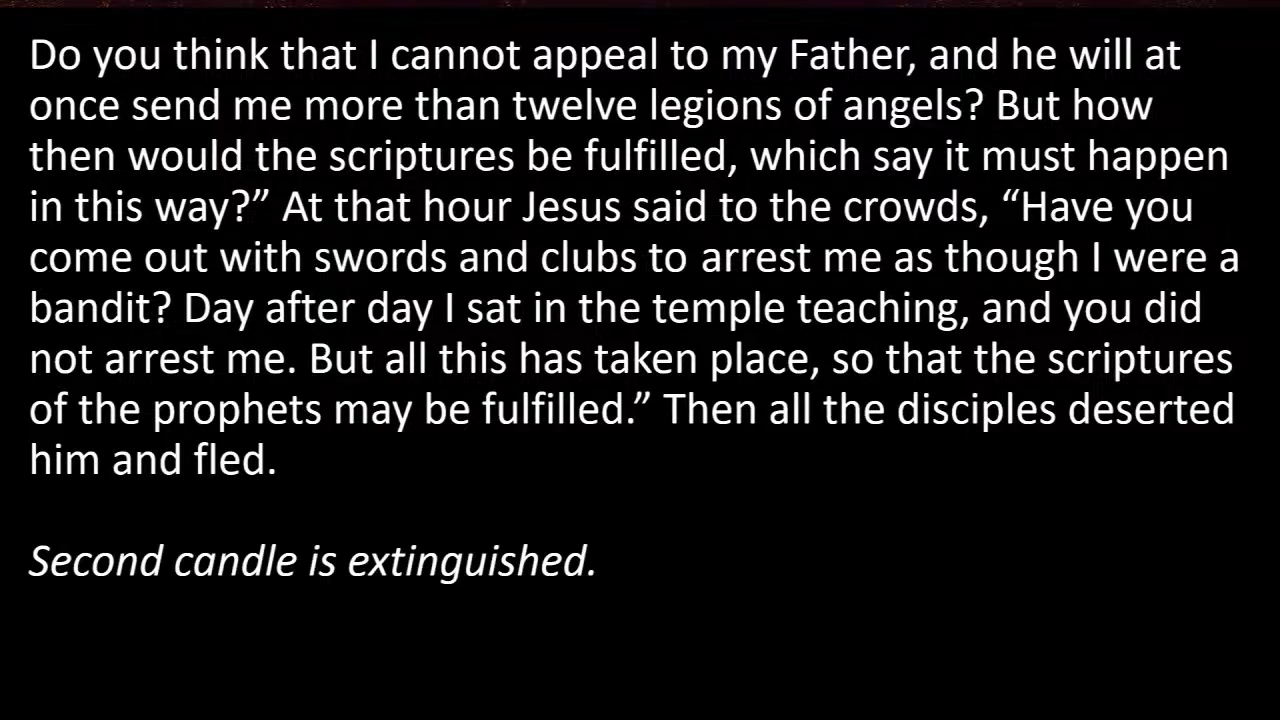 Do you think that I cannot appeal to my Father, and he will at
once send me more than twelve legions of angels? But how
then would the scriptures be fulfilled, which say it must happen
in this way?” At that hour Jesus said to the crowds, “Have you
come out with swords and clubs to arrest me as though I were a
bandit? Day after day I sat in the temple teaching, and you did
not arrest me. But all this has taken place, so that the scriptures
of the prophets may be fulfilled.” Then all the disciples deserted
him and fled.
Second candle is extinguished.